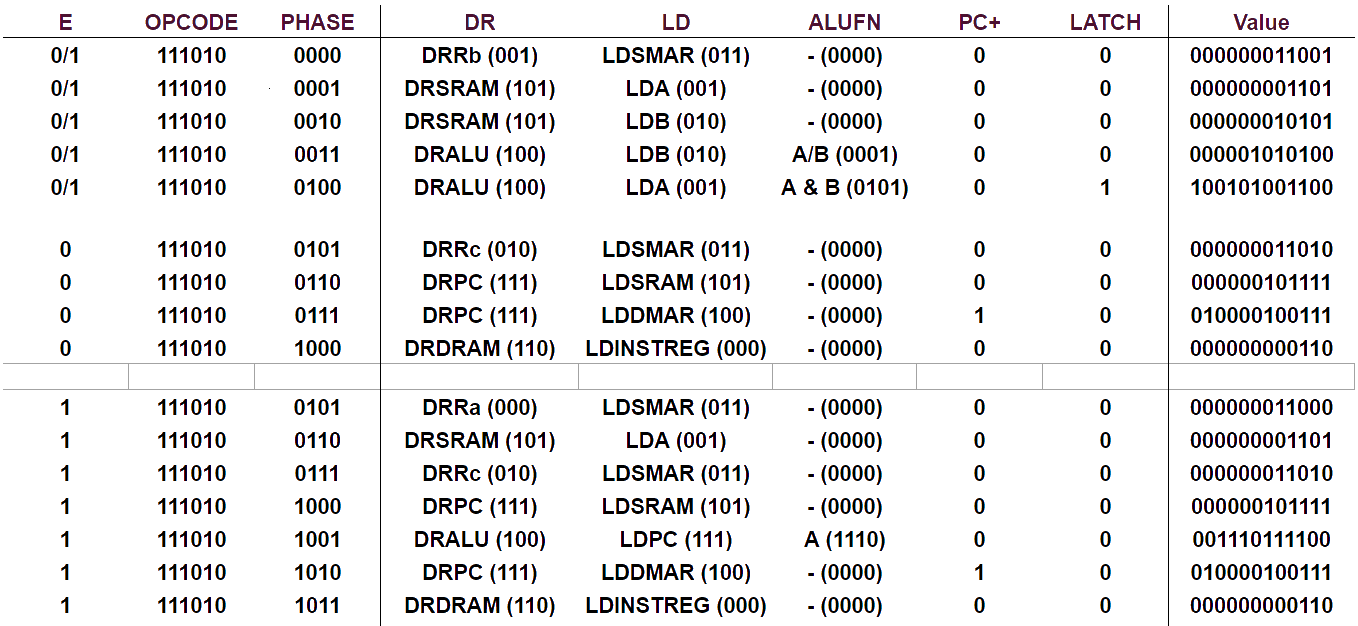 E OPCODE PHASE DR LD ALUFN PC+ LATCH Value
0/1 111010 0000 DRRb (001) LDSMAR (011) - (0000) 0 0 000000011001
0/1 111010 0001 DRSRAM (101) LDA (001) - (0000) 0 0 000000001101
0/1 111010 0010 DRSRAM (101) LDB (010) - (0000) 0 0 000000010101
0/1 111010 0011 DRALU (100) LDB (010) A/B (0001) 0 0 000001010100
0/1 111010 0100 DRALU (100) LDA (001) A & B (0101) 0 1 100101001100
0 111010 0101 DRRc (010) LDSMAR (011) - (0000) 0 0 000000011010
0 111010 0110 DRPC (111) LDSRAM (101) - (0000) 0 0 000000101111
0 111010 0111 DRPC (111) LDDMAR (100) - (0000) 1 0 010000100111
0 111010 1000 DRDRAM (110) LDINSTREG (000) - (0000) 0 0 000000000110
1 111010 0101 DRRa (000) LDSMAR (011) - (0000) 0 0 000000011000
1 111010 0110 DRSRAM (101) LDA (001) - (0000) 0 0 000000001101
1 111010 0111 DRRc (010) LDSMAR (011) - (0000) 0 0 000000011010
1 111010 1000 DRPC (111) LDSRAM (101) - (0000) 0 0 000000101111
1 111010 1001 DRALU (100) LDPC (111) A (1110) 0 0 001110111100
1 111010 1010 DRPC (111) LDDMAR (100) - (0000) 1 0 010000100111
1 111010 1011 DRDRAM (110) LDINSTREG (000) - (0000) 0 0 000000000110